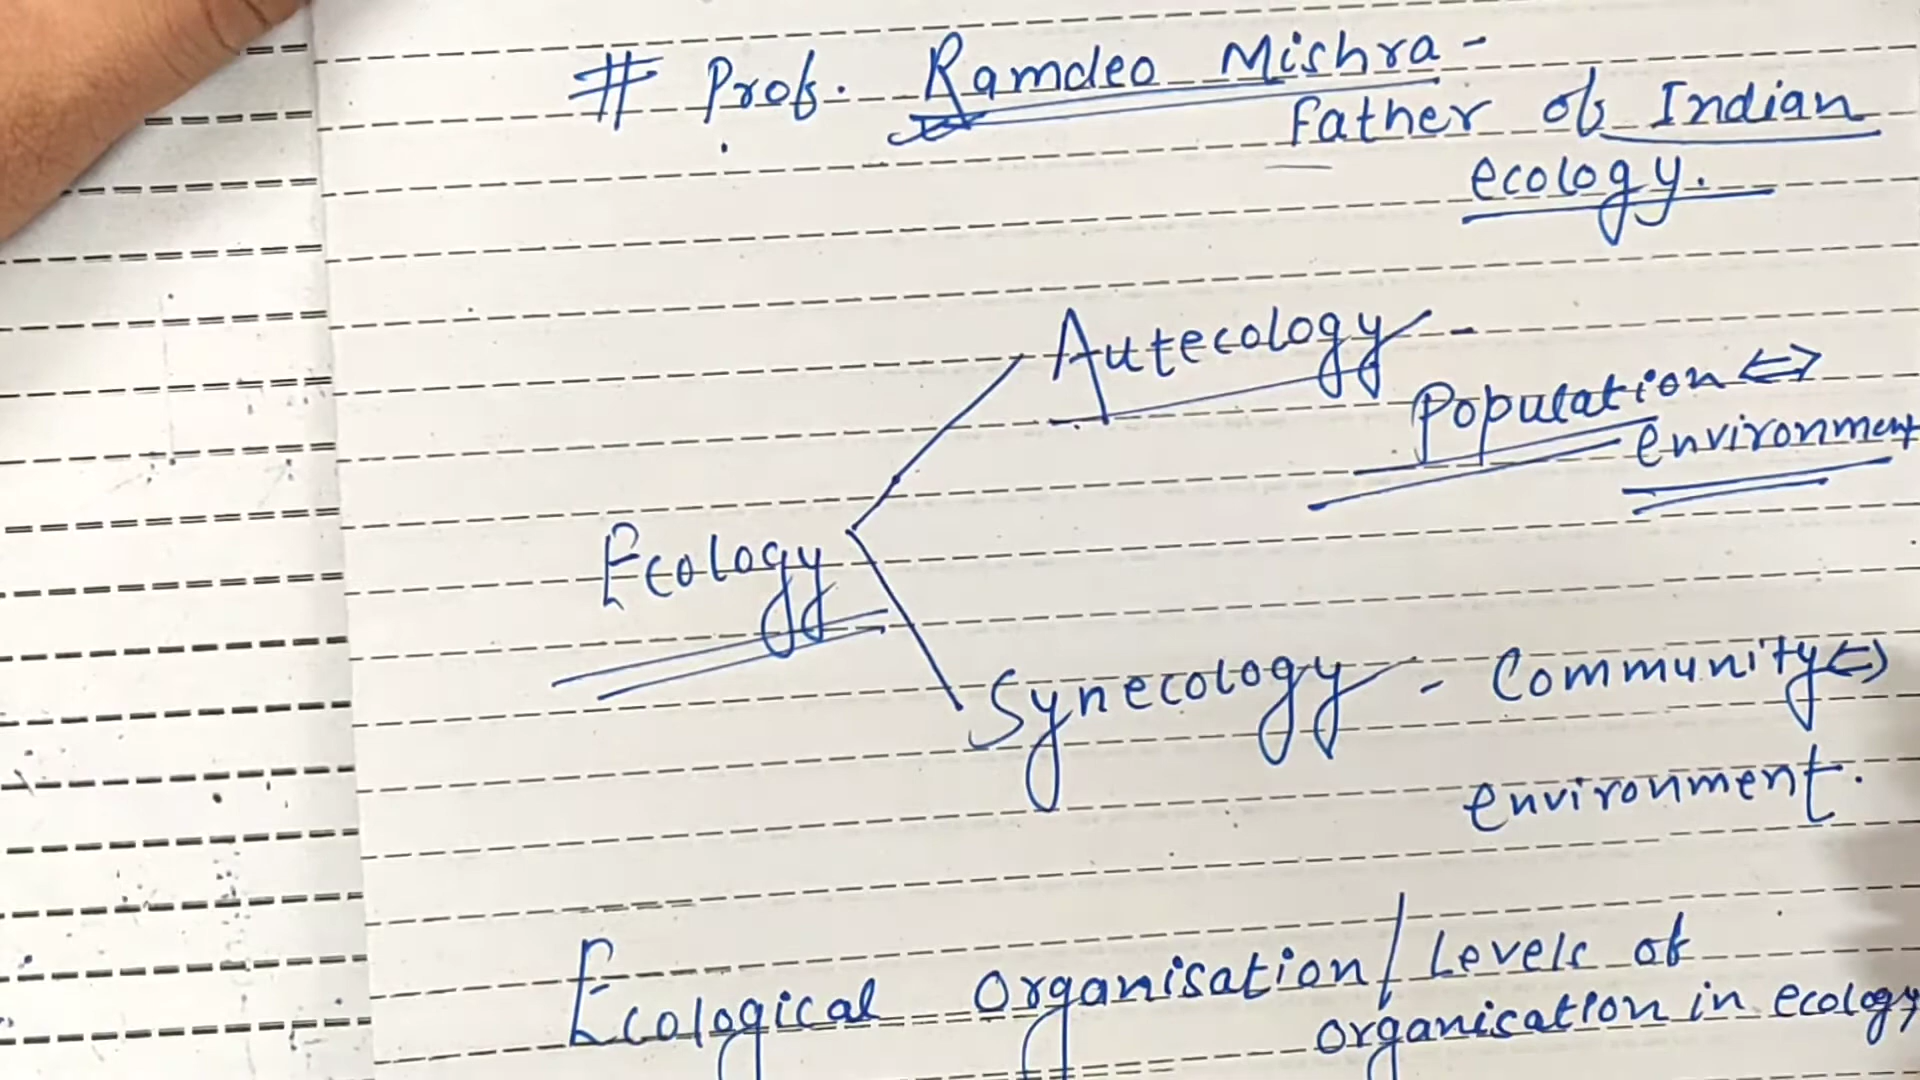 # Prof. Ramdeo Mishra -
Father of Indian
ecology.
Autecology -
Population ⇔
environment
Ecology
Synecology - Community ⇔
environment.
Ecological Organisation / Levels of
organisation in ecology